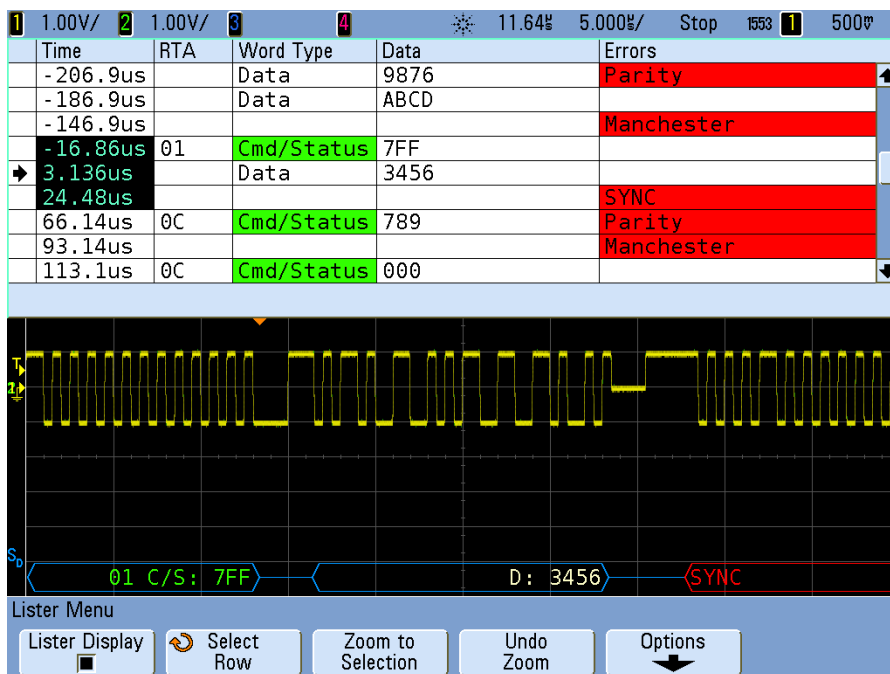 1 1.00V/ 2 1.00V/ 3 4 11.64µs 5.000µs/ Stop 1553 1 500mV
Time RTA Word Type Data Errors
-206.9us Data 9876 Parity
-186.9us Data ABCD
-146.9us Manchester
-16.86us 01 Cmd/Status 7FF
3.136us Data 3456
24.48us SYNC
66.14us 0C Cmd/Status 789 Parity
93.14us Manchester
113.1us 0C Cmd/Status 000
T
SD 01 C/S: 7FF D: 3456 SYNC
Lister Menu
Lister Display Select Row Zoom to Selection Undo Zoom Options